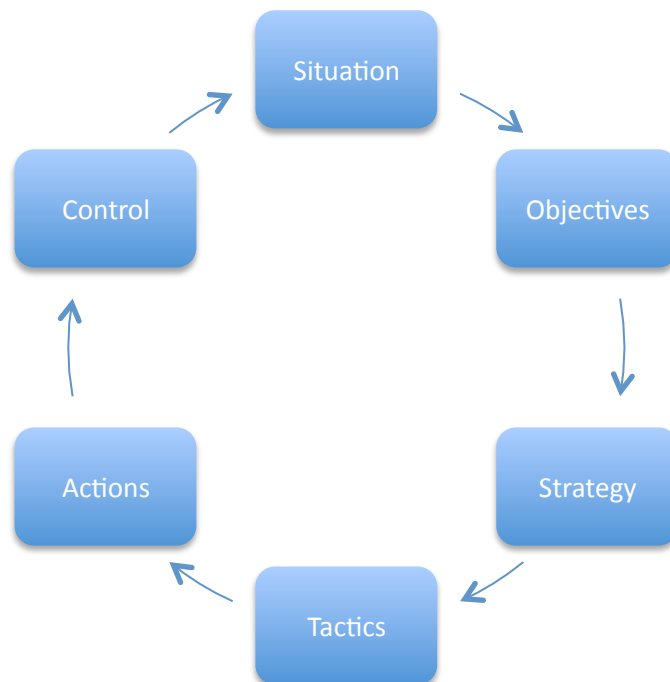 Situation
Objectives
Strategy
Tactics
Actions
Control